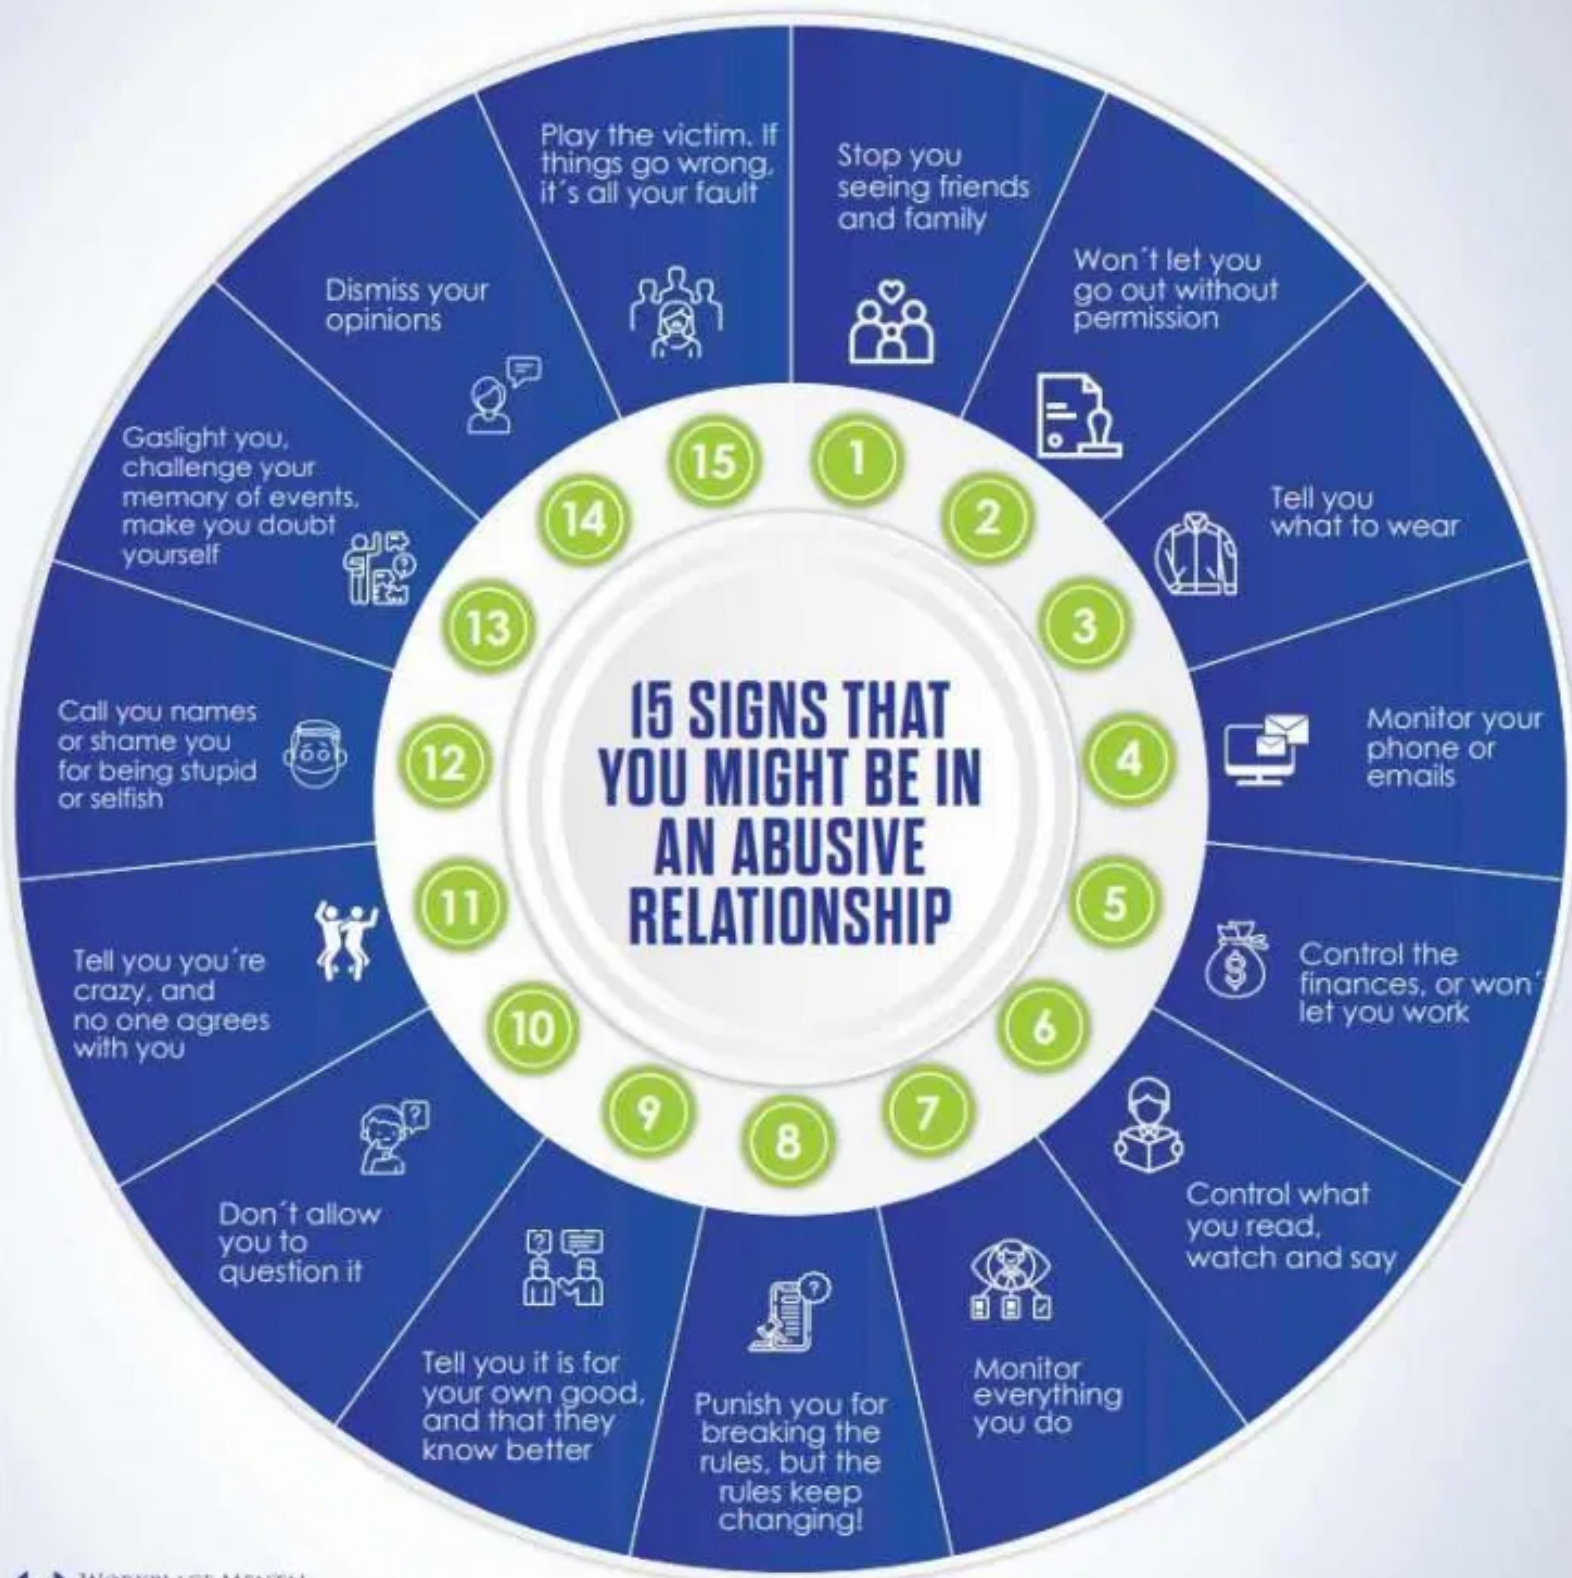 15 SIGNS THAT
YOU MIGHT BE IN
AN ABUSIVE
RELATIONSHIP
1
Stop you
seeing friends
and family
2
Won´t let you
go out without
permission
3
Tell you
what to wear
4
Monitor your
phone or
emails
5
Control the
finances, or won´
let you work
6
Control what
you read,
watch and say
7
Monitor
everything
you do
8
Punish you for
breaking the
rules, but the
rules keep
changing!
9
Tell you it is for
your own good,
and that they
know better
10
Don´t allow
you to
question it
11
Tell you you´re
crazy, and
no one agrees
with you
12
Call you names
or shame you
for being stupid
or selfish
13
Gaslight you,
challenge your
memory of events,
make you doubt
yourself
14
Dismiss your
opinions
15
Play the victim. If
things go wrong,
it´s all your fault
WORKPLACE MENTAL